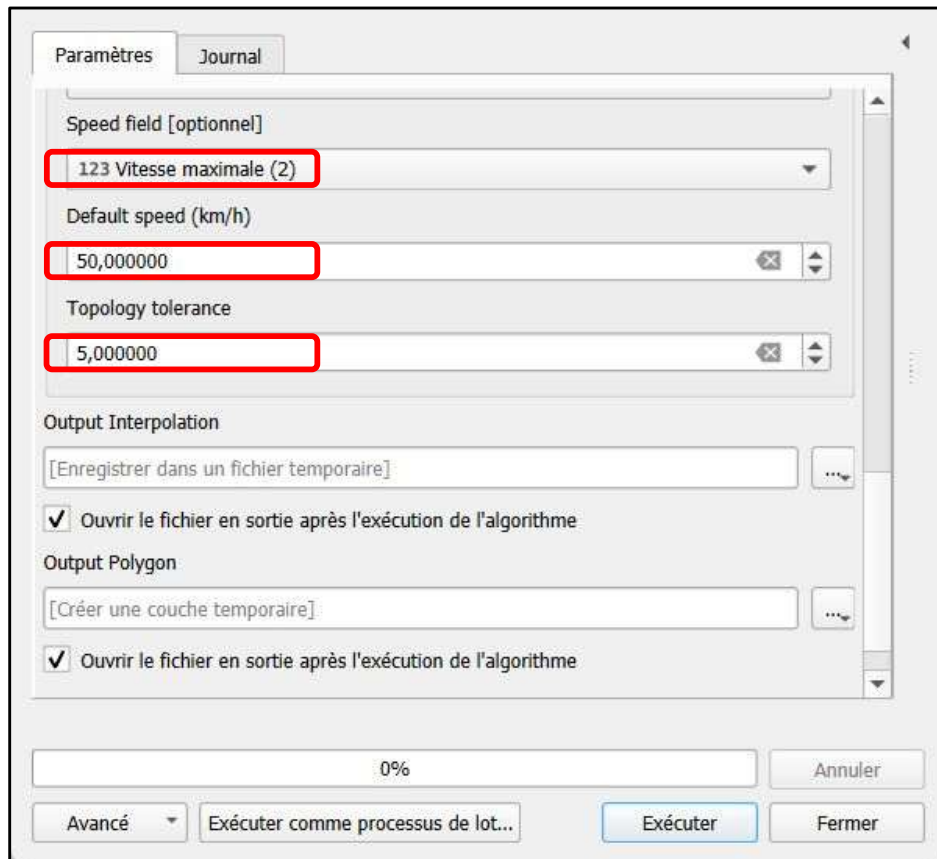 Paramètres
Journal
Speed field [optionnel]
123 Vitesse maximale (2)
Default speed (km/h)
50,000000
Topology tolerance
5,000000
Output Interpolation
[Enregistrer dans un fichier temporaire]
...
Ouvrir le fichier en sortie après l'exécution de l'algorithme
Output Polygon
[Créer une couche temporaire]
...
Ouvrir le fichier en sortie après l'exécution de l'algorithme
0%
Annuler
Avancé
Exécuter comme processus de lot...
Exécuter
Fermer